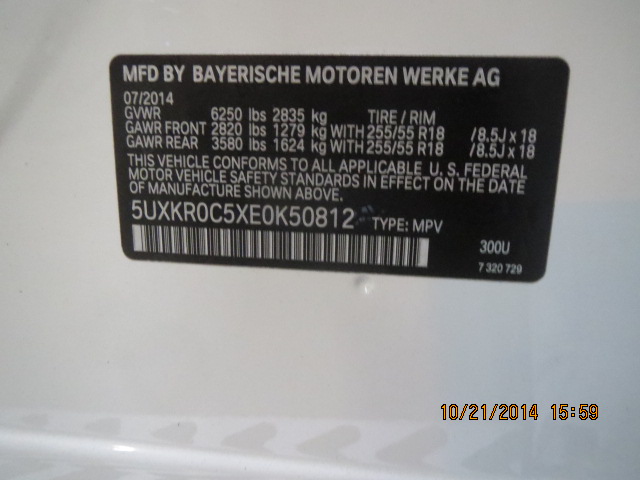 MFD BY BAYERISCHE MOTOREN WERKE AG
07/2014
GVWR 6250 lbs 2835 kg TIRE / RIM
GAWR FRONT 2820 lbs 1279 kg WITH 255/55 R18 /8.5J x 18
GAWR REAR 3580 lbs 1624 kg WITH 255/55 R18 /8.5J x 18
THIS VEHICLE CONFORMS TO ALL APPLICABLE U. S. FEDERAL
MOTOR VEHICLE SAFETY STANDARDS IN EFFECT ON THE DATE
OF MANUFACTURE SHOWN ABOVE.
5UXKR0C5XE0K50812 TYPE: MPV
300U
7 320 729
10/21/2014 15:59